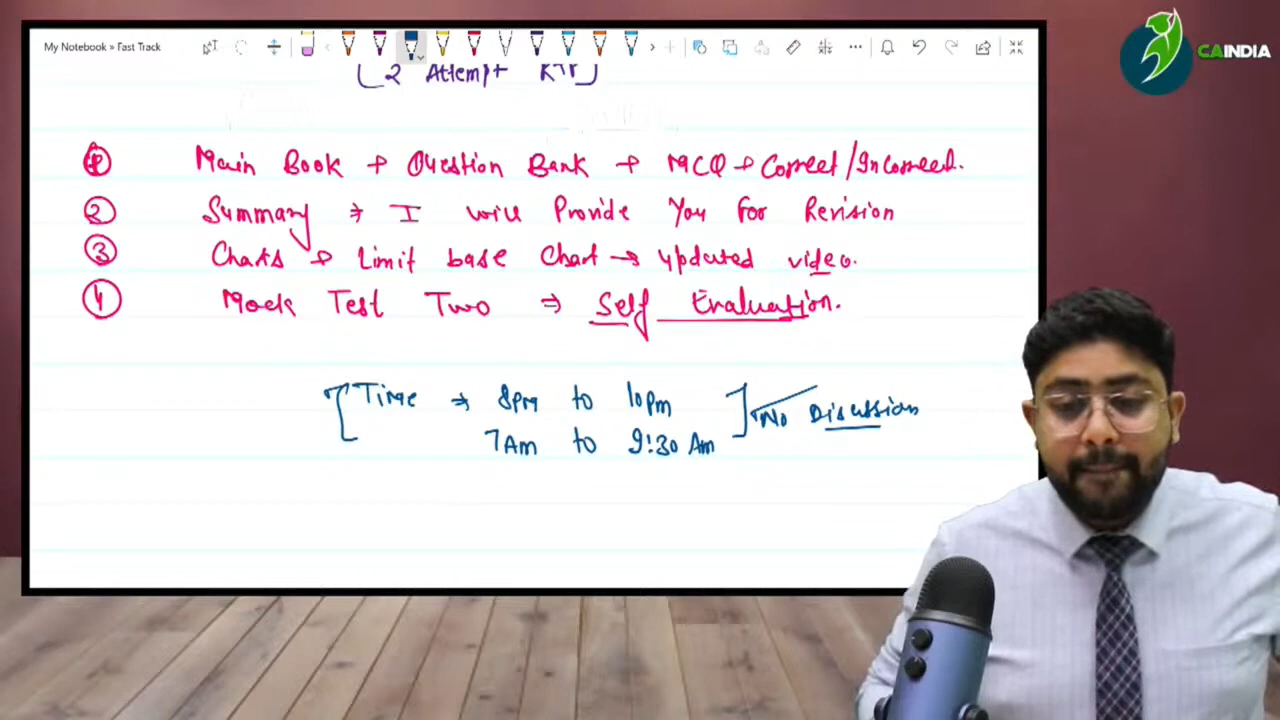 My Notebook » Fast Track
CAINDIA
2 Attempt
① Main Book + Question Bank + MCQ → Correct/Incorrect.
② Summary → I will Provide You For Revision
③ Charts → Limit base Chart → updated video.
④ Mock Test Two ⇒ Self Evaluation.
[Time → 8pm to 10pm ] No Discussion
7Am to 9:30 Am